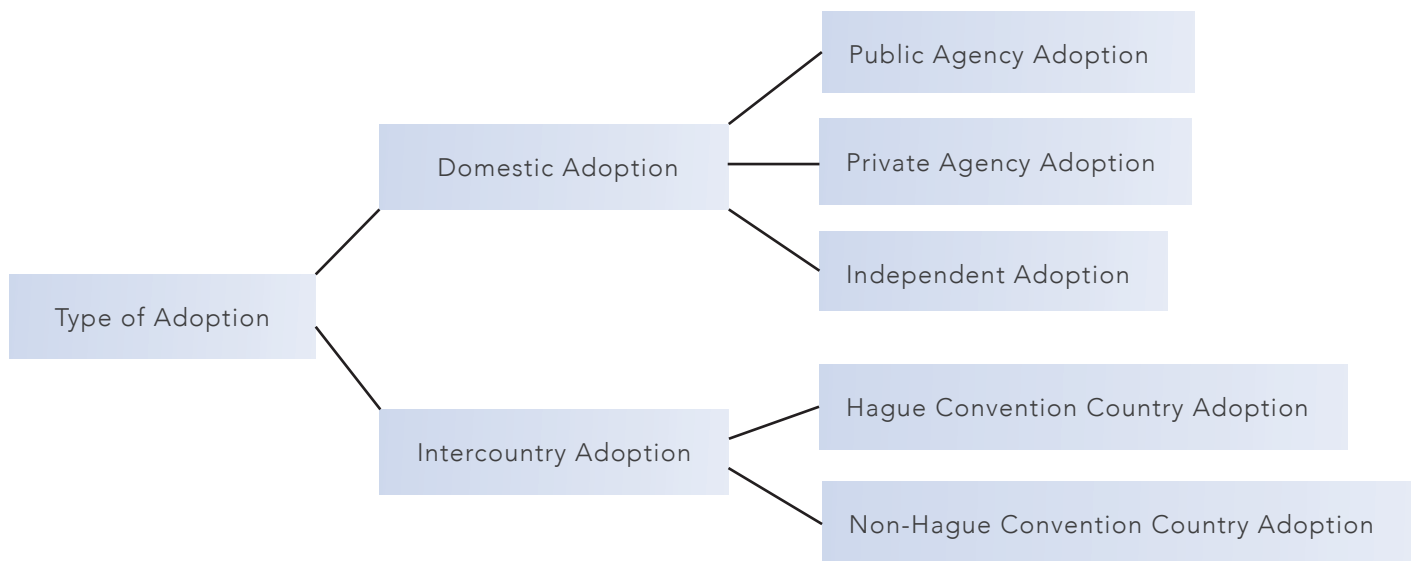 Type of Adoption
Domestic Adoption
Public Agency Adoption
Private Agency Adoption
Independent Adoption
Intercountry Adoption
Hague Convention Country Adoption
Non-Hague Convention Country Adoption